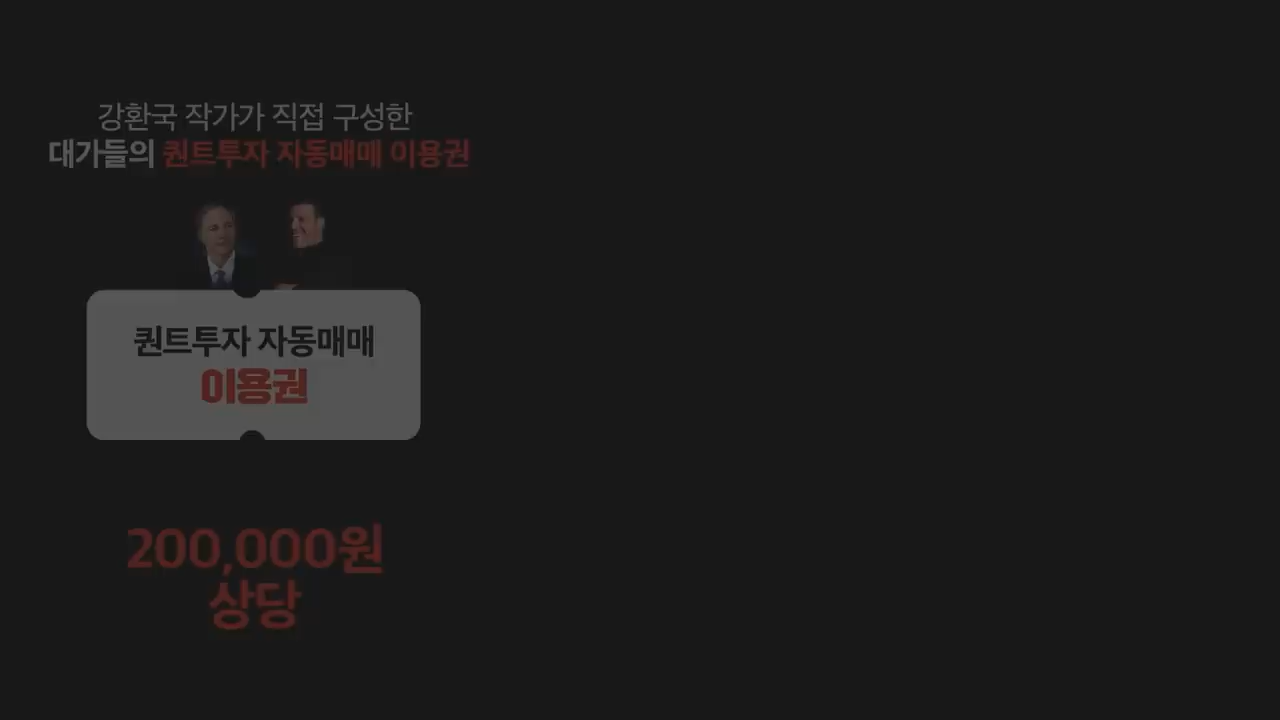 강환국 작가가 직접 구성한
대가들의 퀀트투자 자동매매 이용권
퀀트투자 자동매매
이용권
200,000원
상당